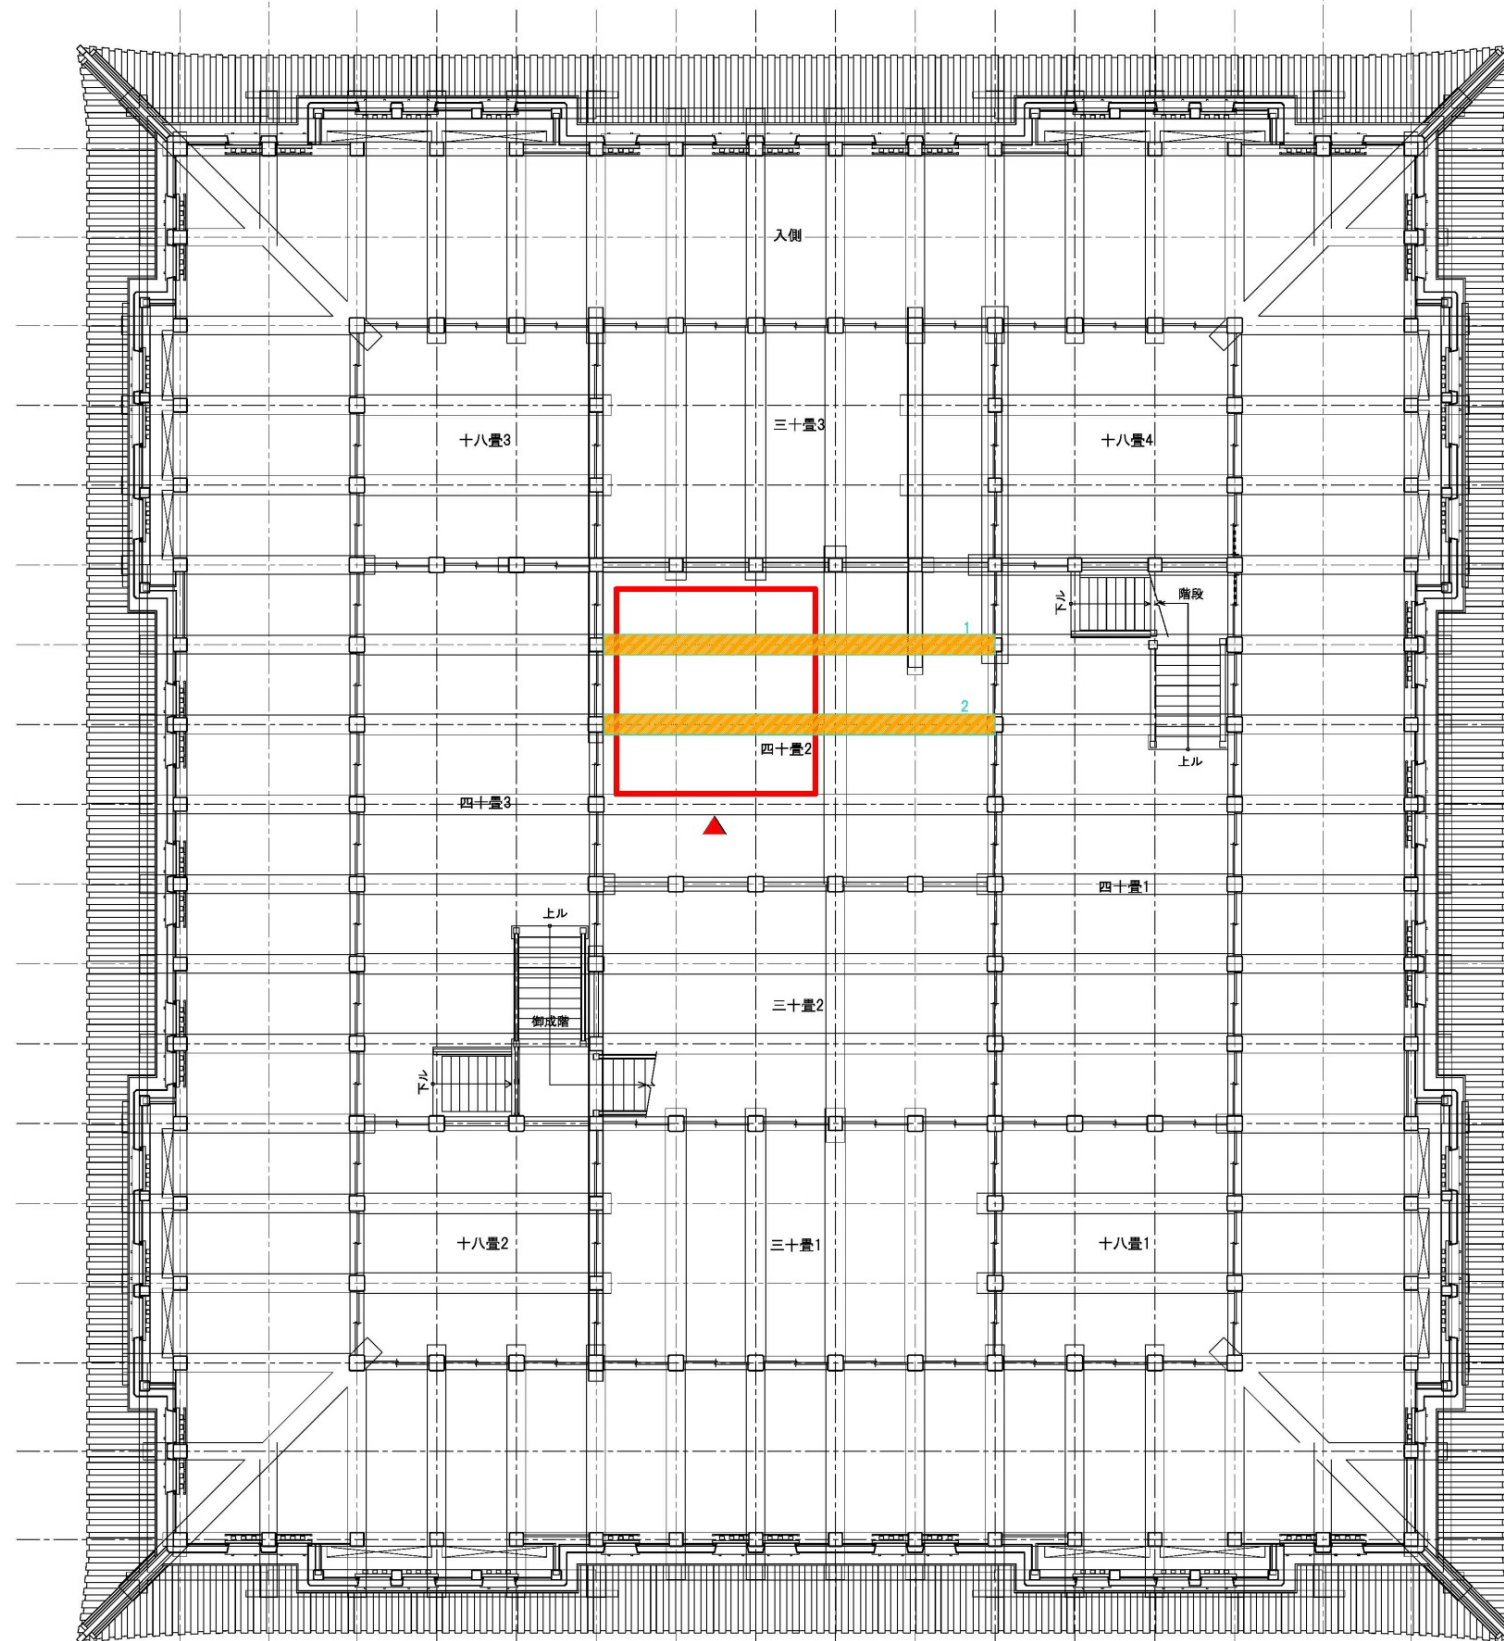 入側
三十畳3
十八畳3
十八畳4
階段
下ル
1
2
四十畳2
上ル
四十畳3
四十畳1
上ル
三十畳2
御成階
下ル
十八畳2
三十畳1
十八畳1